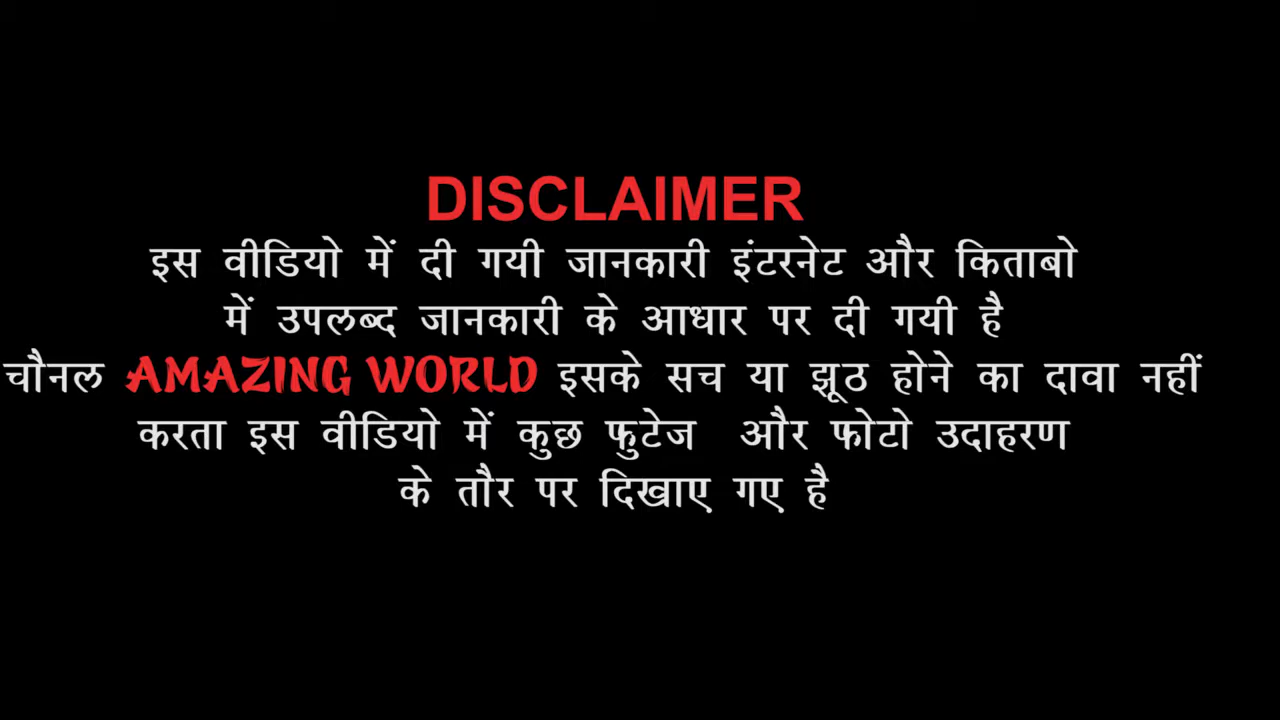 DISCLAIMER
इस वीडियो में दी गयी जानकारी इंटरनेट और किताबो
में उपलब्द जानकारी के आधार पर दी गयी है
चौनल AMAZING WORLD इसके सच या झूठ होने का दावा नहीं
करता इस वीडियो में कुछ फुटेज और फोटो उदाहरण
के तौर पर दिखाए गए है